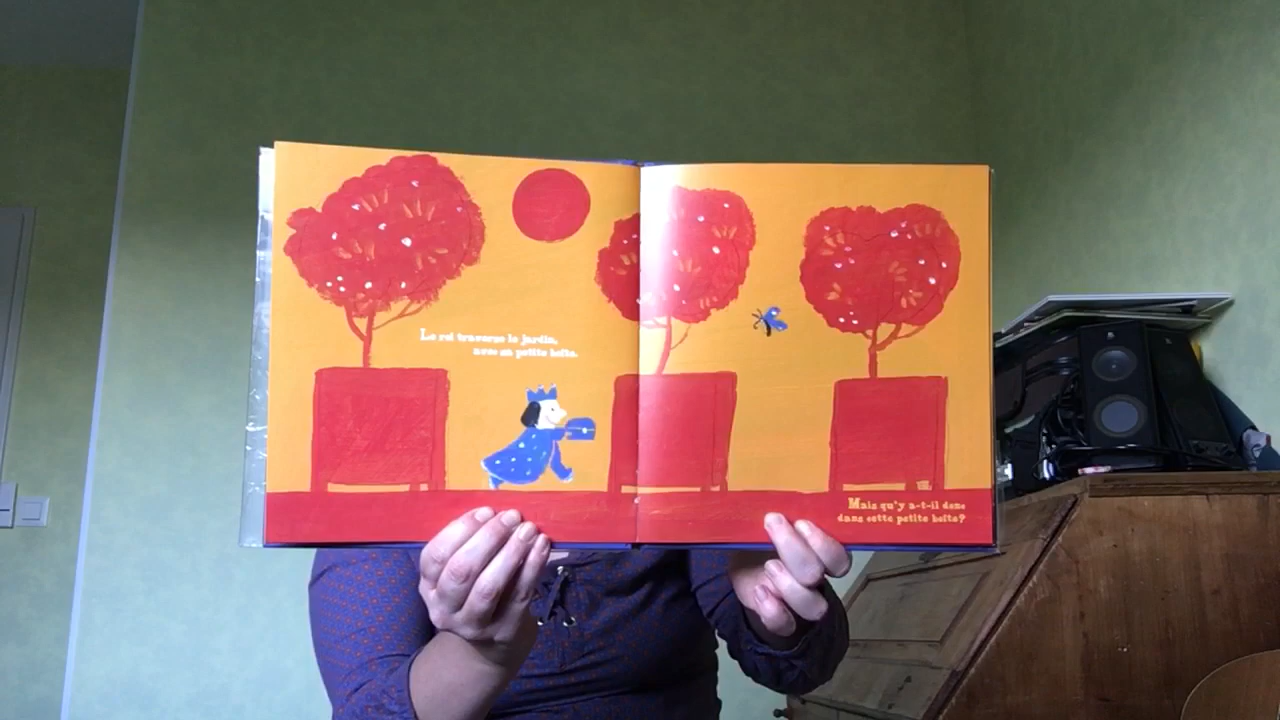 Le roi traverse le jardin,
avec sa petite boîte.
Mais qu'y a-t-il donc
dans cette petite boîte?